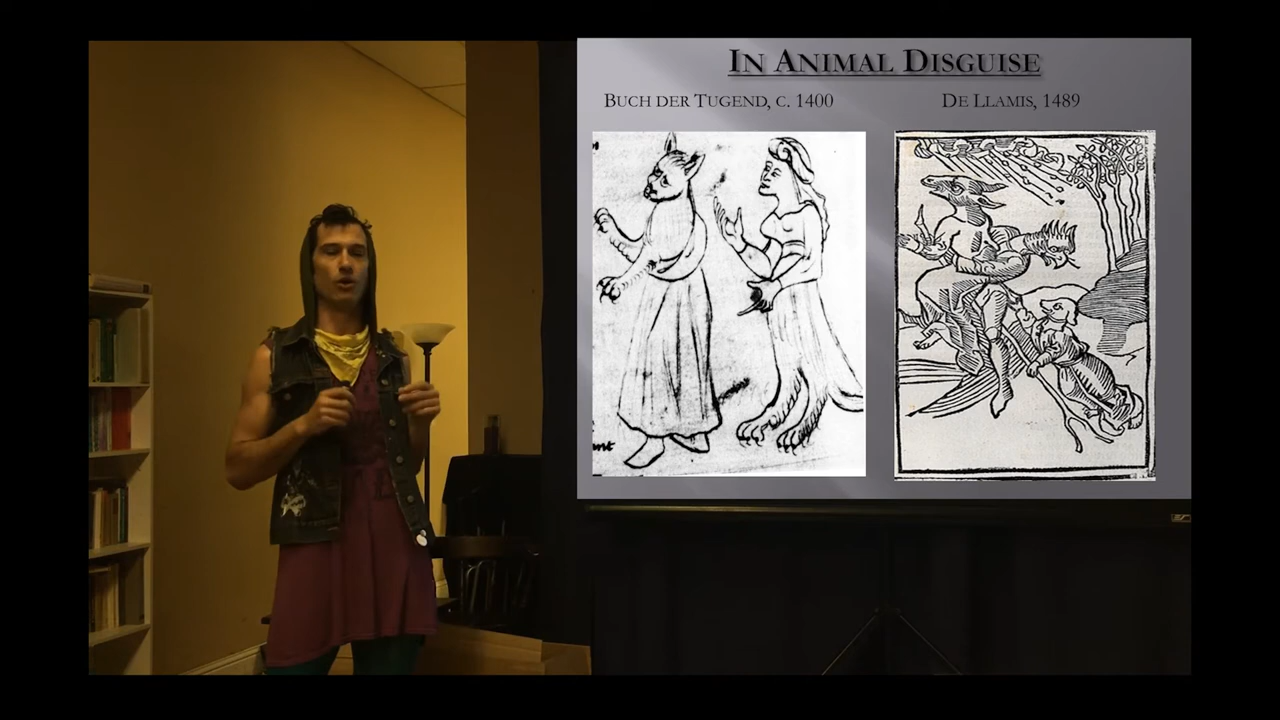 IN ANIMAL DISGUISE
BUCH DER TUGEND, C. 1400
DE LLAMIS, 1489